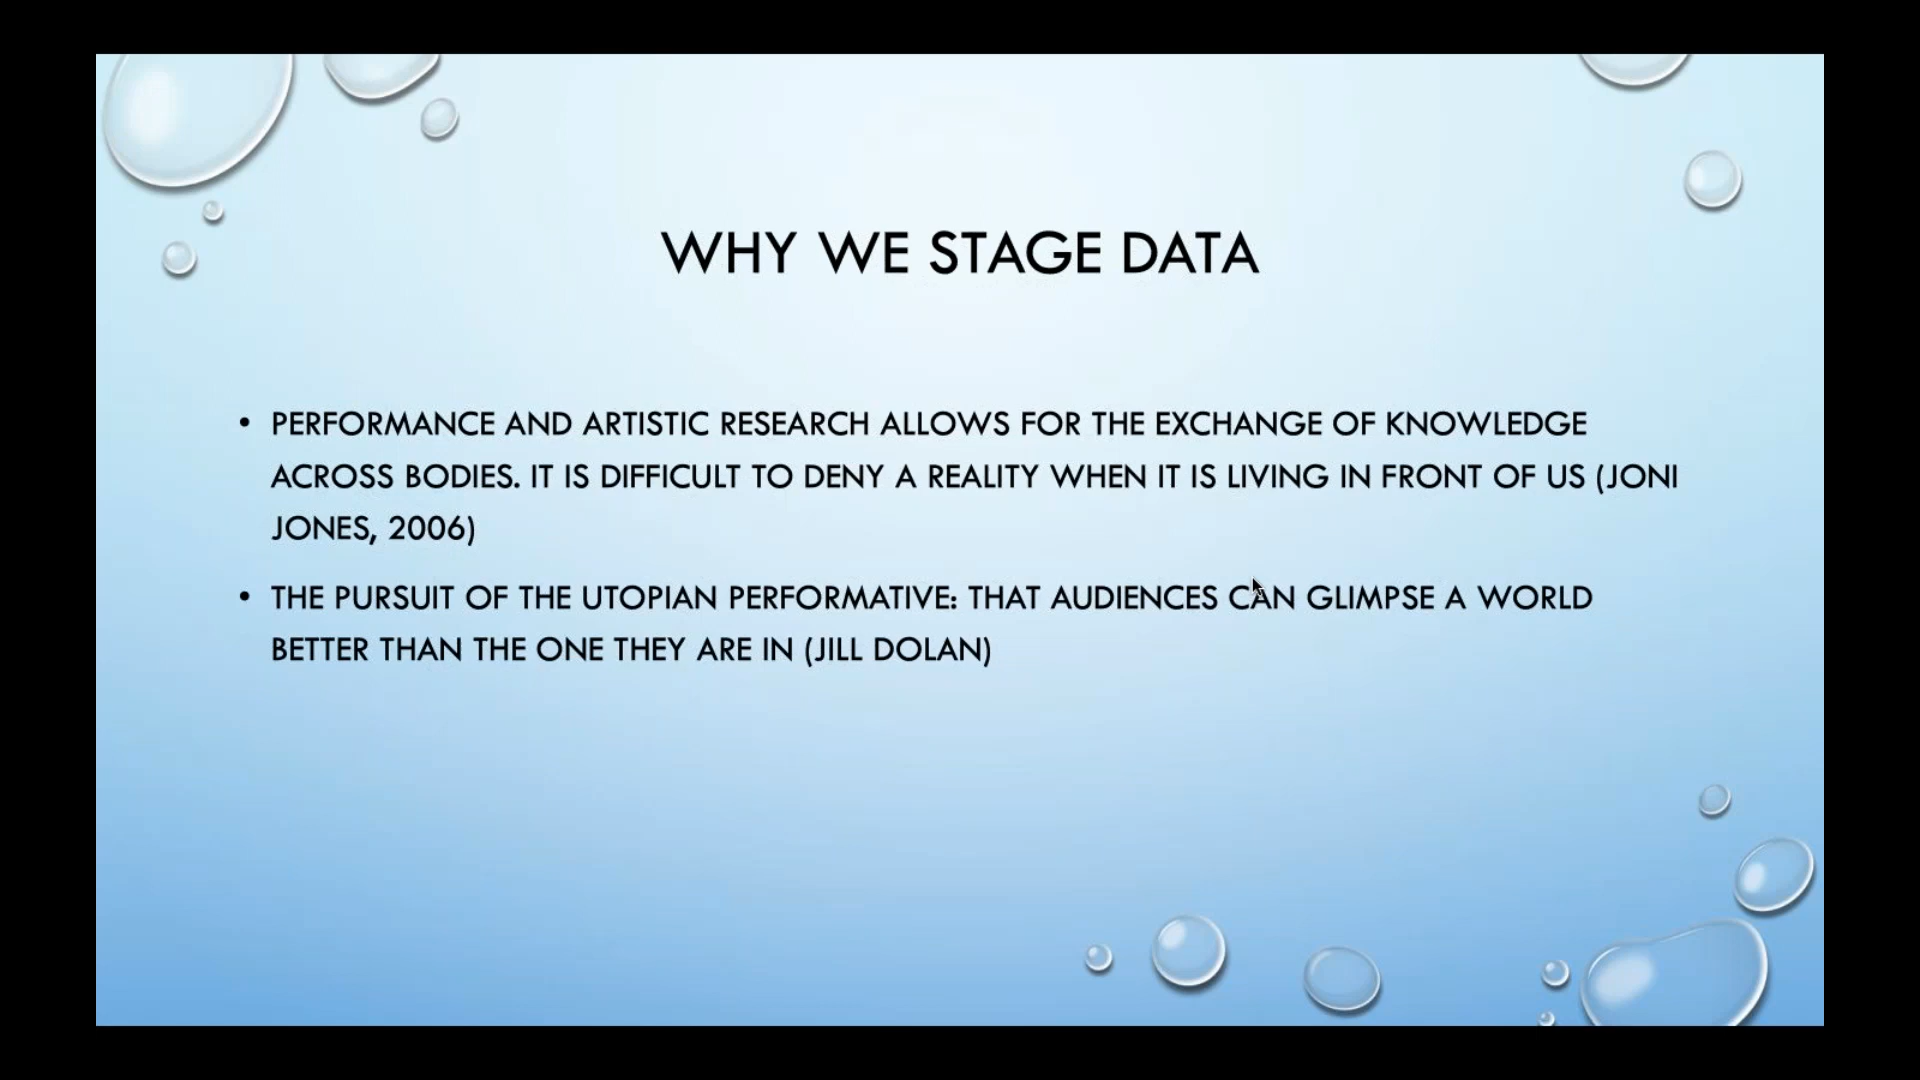 WHY WE STAGE DATA
• PERFORMANCE AND ARTISTIC RESEARCH ALLOWS FOR THE EXCHANGE OF KNOWLEDGE
ACROSS BODIES. IT IS DIFFICULT TO DENY A REALITY WHEN IT IS LIVING IN FRONT OF US (JONI
JONES, 2006)
• THE PURSUIT OF THE UTOPIAN PERFORMATIVE: THAT AUDIENCES CAN GLIMPSE A WORLD
BETTER THAN THE ONE THEY ARE IN (JILL DOLAN)